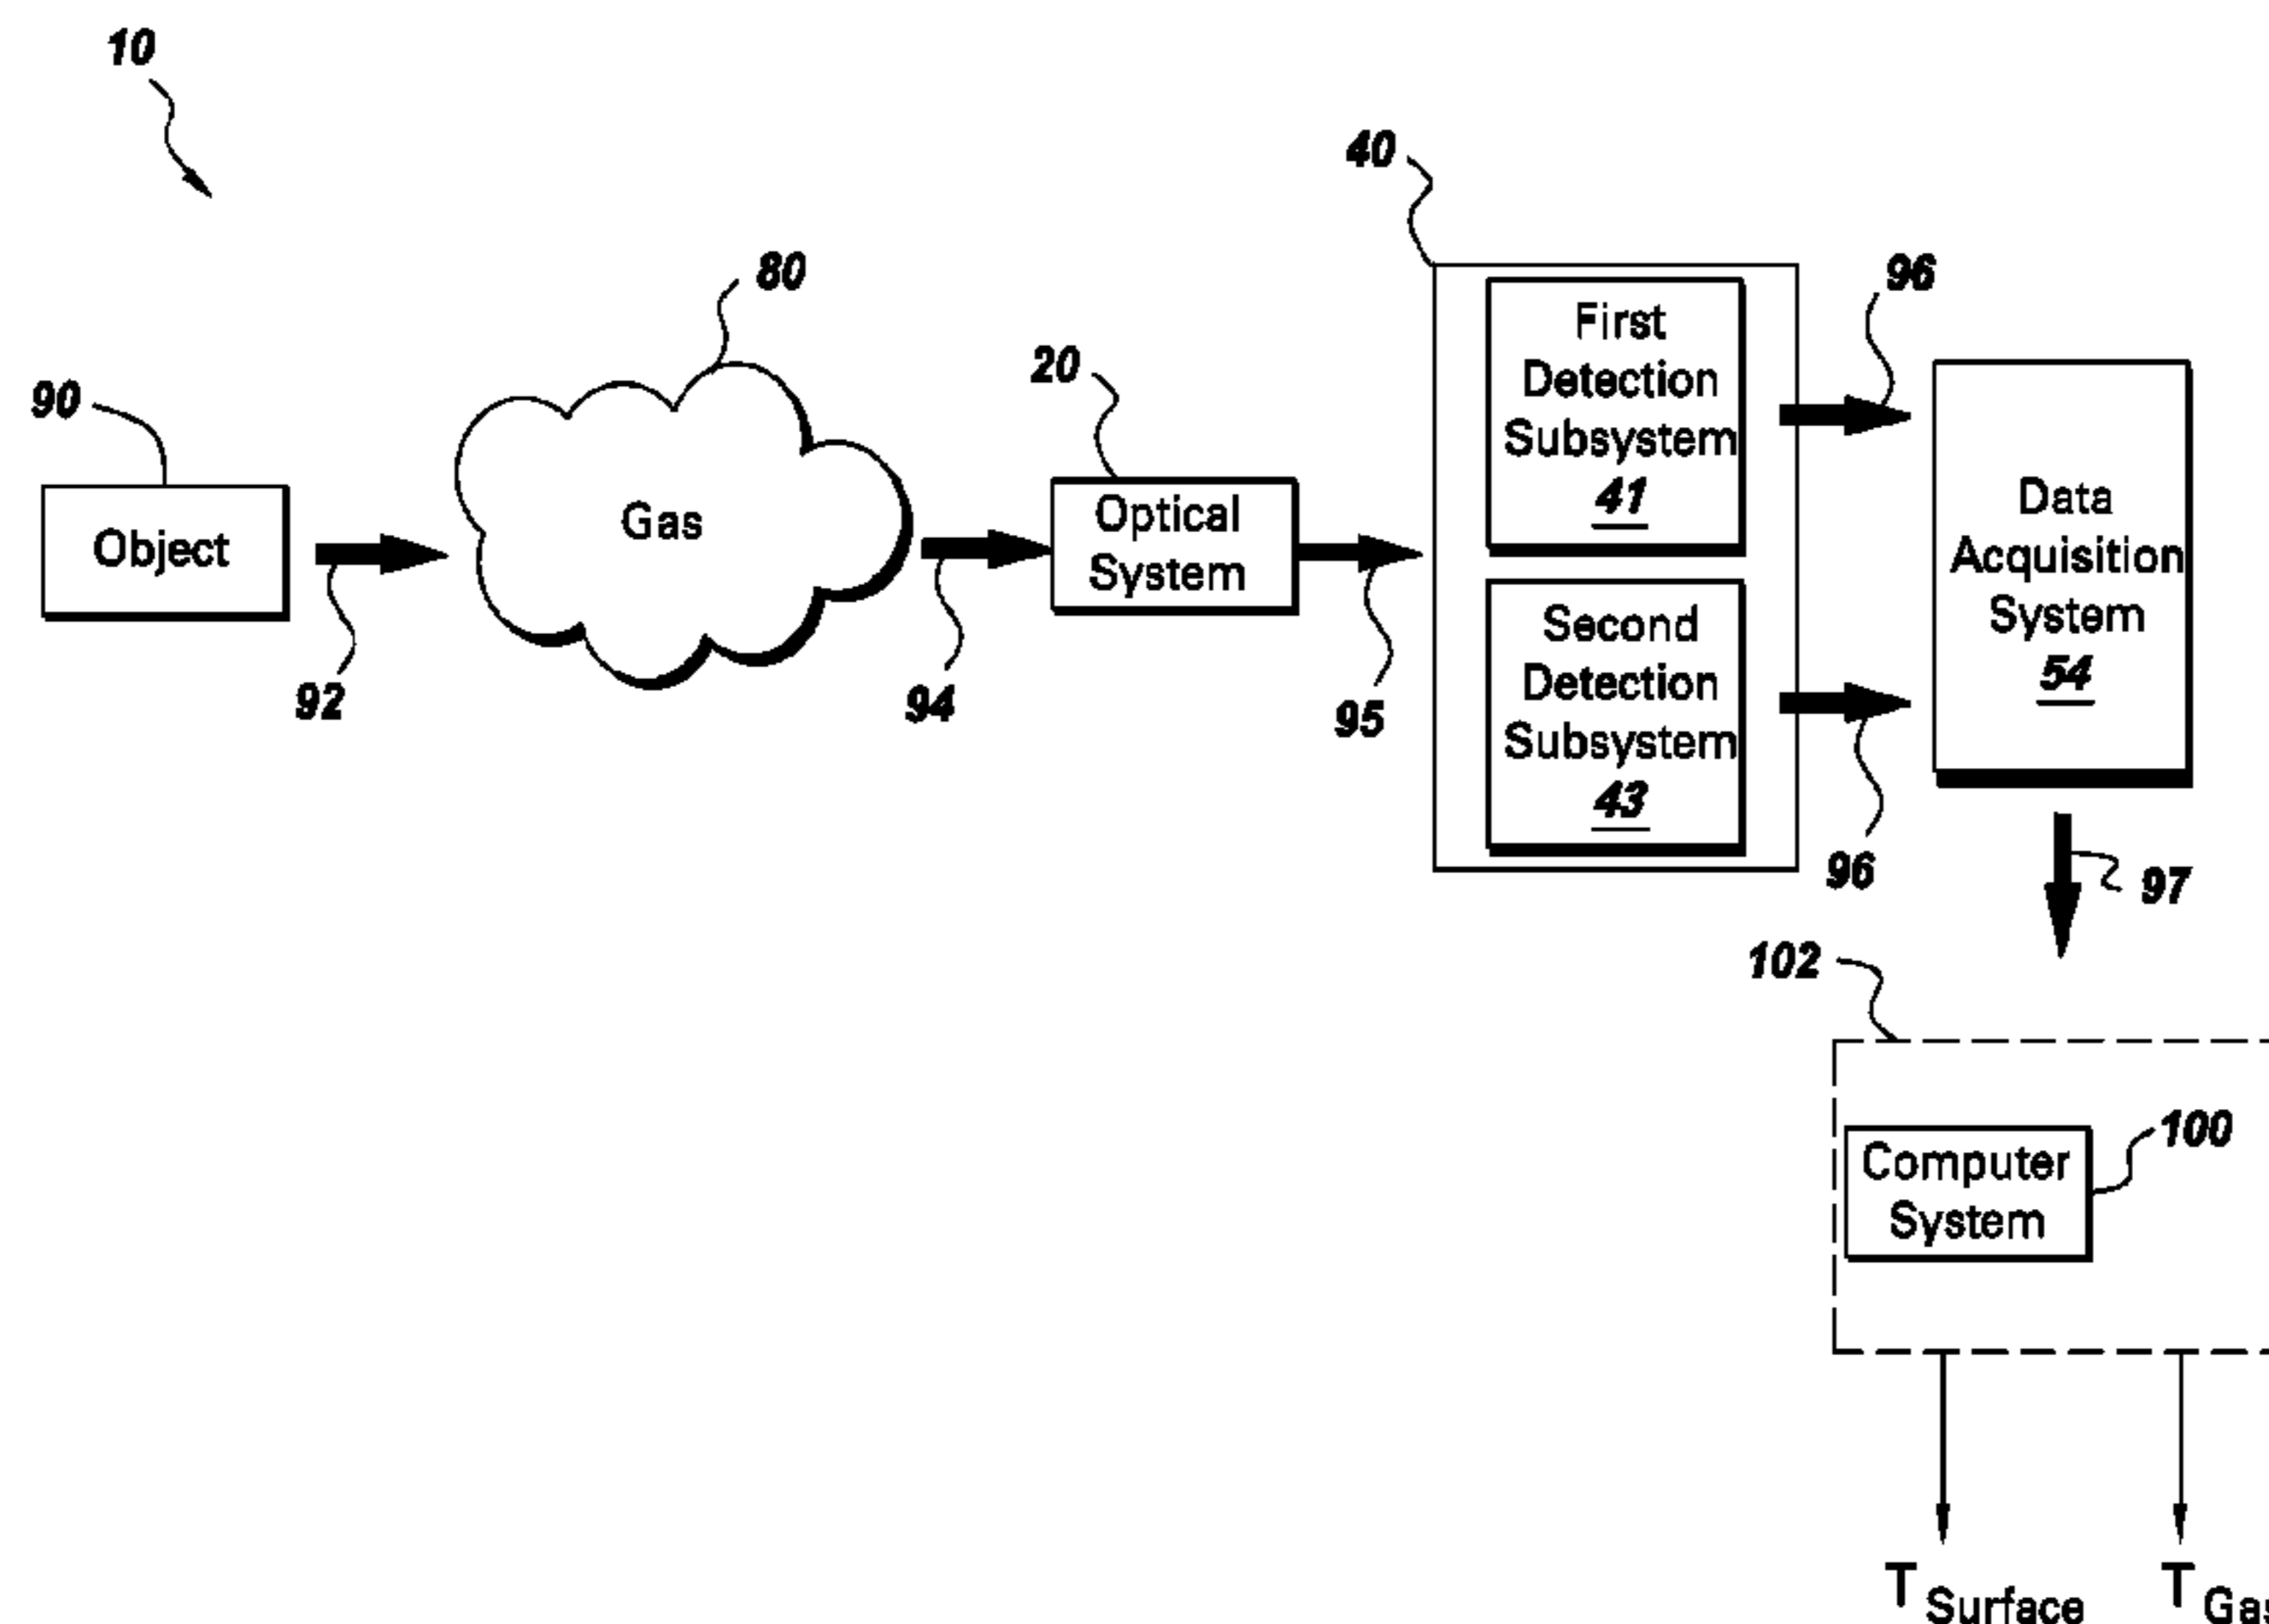 10
40
96
80
20
90
First
Detection
Subsystem
41
Data
Acquisition
System
54
Object
Gas
Optical
System
Second
Detection
Subsystem
43
92
94
95
96
97
102
Computer
System
100
T Surface
T Gas